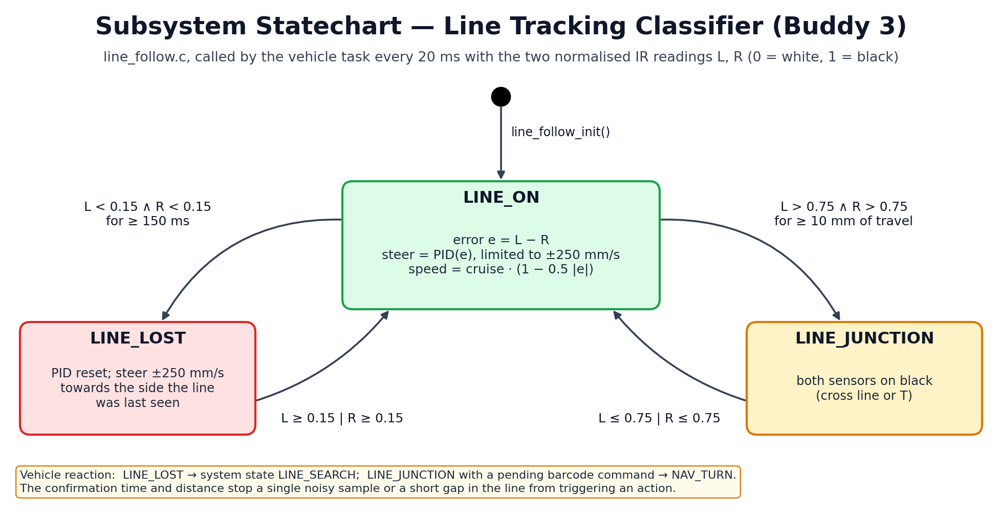 Subsystem Statechart — Line Tracking Classifier (Buddy 3)
line_follow.c, called by the vehicle task every 20 ms with the two normalised IR readings L, R (0 = white, 1 = black)
line_follow_init()
LINE_ON
error e = L − R
steer = PID(e), limited to ±250 mm/s
speed = cruise · (1 − 0.5 |e|)
L < 0.15 ∧ R < 0.15
for ≥ 150 ms
L > 0.75 ∧ R > 0.75
for ≥ 10 mm of travel
LINE_LOST
PID reset; steer ±250 mm/s
towards the side the line
was last seen
LINE_JUNCTION
both sensors on black
(cross line or T)
L ≥ 0.15 | R ≥ 0.15
L ≤ 0.75 | R ≤ 0.75
Vehicle reaction:  LINE_LOST → system state LINE_SEARCH;  LINE_JUNCTION with a pending barcode command → NAV_TURN.
The confirmation time and distance stop a single noisy sample or a short gap in the line from triggering an action.